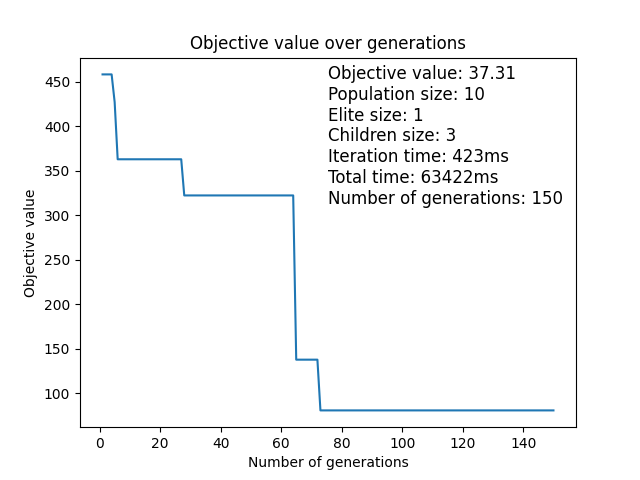 Objective value over generations
Objective value: 37.31
Population size: 10
Elite size: 1
Children size: 3
Iteration time: 423ms
Total time: 63422ms
Number of generations: 150
Objective value
450
400
350
300
250
200
150
100
0 20 40 60 80 100 120 140
Number of generations